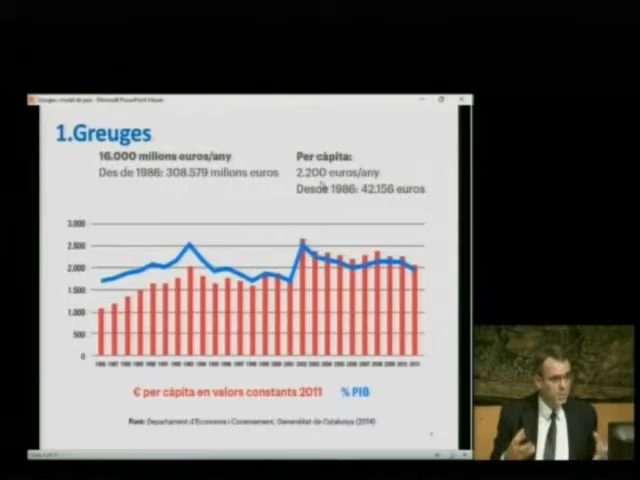 1.Greuges
16.000 milions euros/any
Des de 1986: 308.579 milions euros
Per càpita:
2.200 euros/any
Desde 1986: 42.156 euros
3.000
2.500
2.000
1.500
1.000
500
0
€ per càpita en valors constants 2011
% PIB
Font: Departament d'Economia i Coneixement, Generalitat de Catalunya (2014)